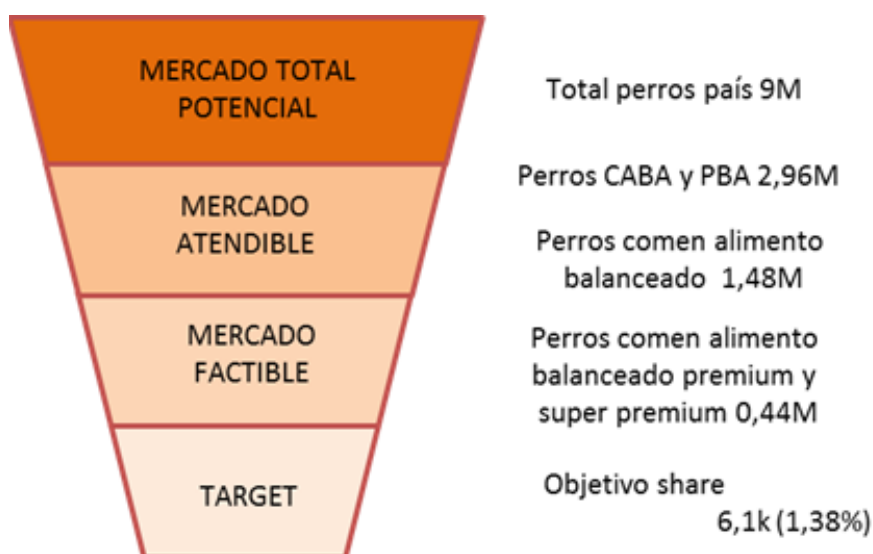 MERCADO TOTAL
POTENCIAL
Total perros país 9M
Perros CABA y PBA 2,96M
MERCADO
ATENDIBLE
Perros comen alimento
balanceado 1,48M
MERCADO
FACTIBLE
Perros comen alimento
balanceado premium y
super premium 0,44M
TARGET
Objetivo share
6,1k (1,38%)